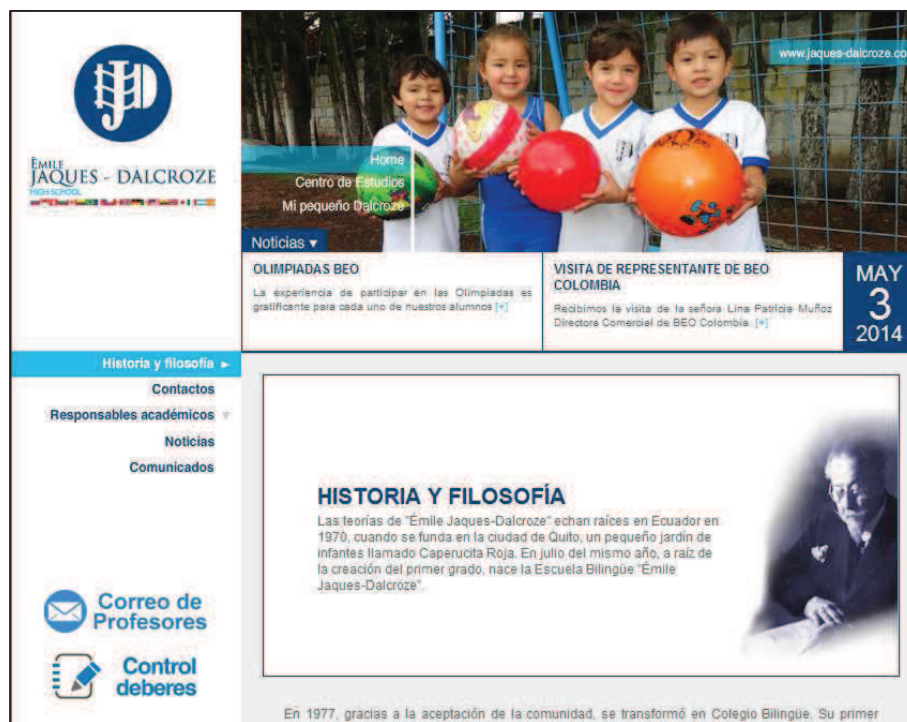 JD
ÉMILE
JAQUES - DALCROZE
HIGH SCHOOL
www.jaques-dalcroze.co
Home
Centro de Estudios
Mi pequeño Dalcroze
Noticias ▾
OLIMPIADAS BEO
La experiencia de participar en las Olimpiadas es
gratificante para cada uno de nuestros alumnos [+]
VISITA DE REPRESENTANTE DE BEO
COLOMBIA
Recibimos la visita de la señora Lina Patricia Muñoz
Directora Comercial de BEO Colombia. [+]
MAY
3
2014
Historia y filosofía ▸
Contactos
Responsables académicos ▾
Noticias
Comunicados
Correo de
Profesores
Control
deberes
HISTORIA Y FILOSOFÍA
Las teorías de "Émile Jaques-Dalcroze" echan raíces en Ecuador en
1970, cuando se funda en la ciudad de Quito, un pequeño jardín de
infantes llamado Caperucita Roja. En julio del mismo año, a raíz de
la creación del primer grado, nace la Escuela Bilingüe "Émile
Jaques-Dalcroze".
En 1977, gracias a la aceptación de la comunidad, se transformó en Colegio Bilingüe. Su primer